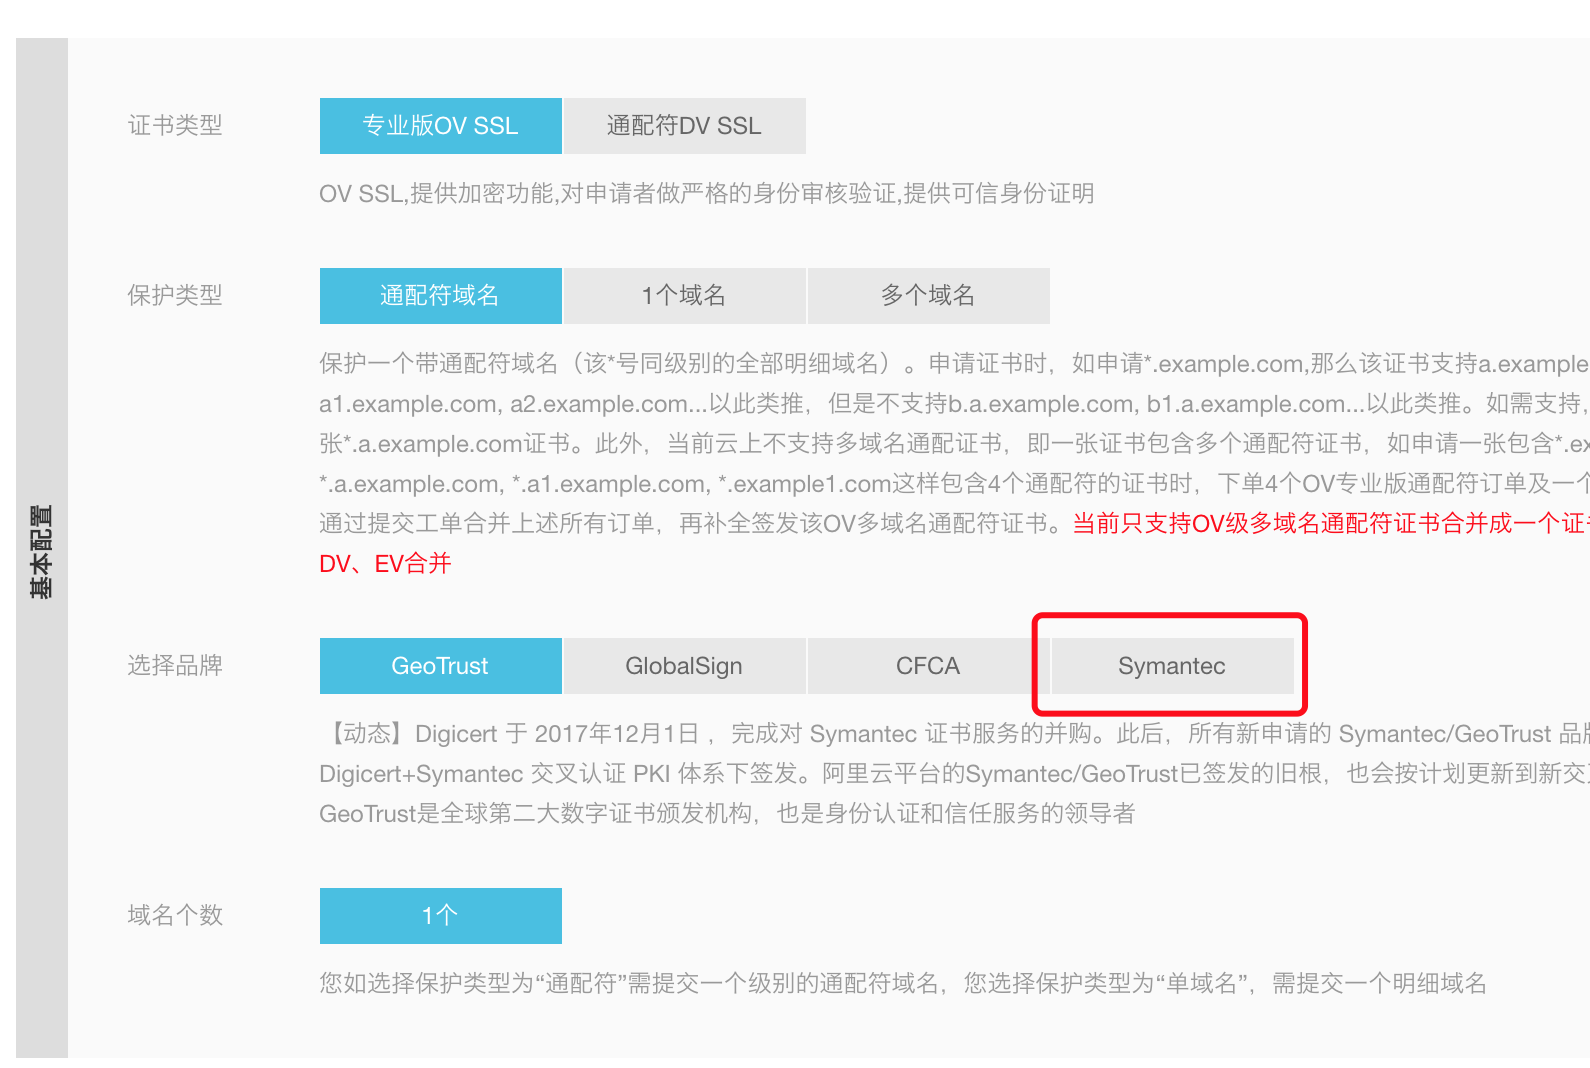 基本配置
证书类型
专业版OV SSL
通配符DV SSL
OV SSL,提供加密功能,对申请者做严格的身份审核验证,提供可信身份证明
保护类型
通配符域名
1个域名
多个域名
保护一个带通配符域名（该*号同级别的全部明细域名）。申请证书时，如申请*.example.com,那么该证书支持a.example
a1.example.com, a2.example.com...以此类推，但是不支持b.a.example.com, b1.a.example.com...以此类推。如需支持,
张*.a.example.com证书。此外，当前云上不支持多域名通配证书，即一张证书包含多个通配符证书，如申请一张包含*.ex
*.a.example.com, *.a1.example.com, *.example1.com这样包含4个通配符的证书时，下单4个OV专业版通配符订单及一个
通过提交工单合并上述所有订单，再补全签发该OV多域名通配符证书。当前只支持OV级多域名通配符证书合并成一个证
DV、EV合并
选择品牌
GeoTrust
GlobalSign
CFCA
Symantec
【动态】Digicert 于 2017年12月1日 ，完成对 Symantec 证书服务的并购。此后，所有新申请的 Symantec/GeoTrust 品
Digicert+Symantec 交叉认证 PKI 体系下签发。阿里云平台的Symantec/GeoTrust已签发的旧根，也会按计划更新到新交
GeoTrust是全球第二大数字证书颁发机构，也是身份认证和信任服务的领导者
域名个数
1个
您如选择保护类型为“通配符”需提交一个级别的通配符域名，您选择保护类型为“单域名”，需提交一个明细域名